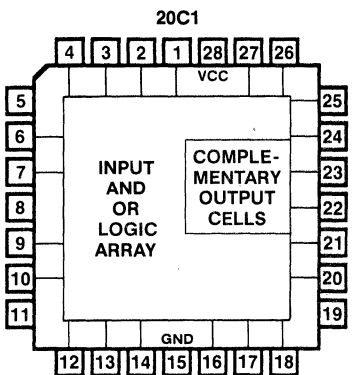 20C1
4 3 2 1 28 27 26
VCC
5 25
6 24
7 23
8 22
9 21
10 20
11 19
INPUT
AND
OR
LOGIC
ARRAY
COMPLE-
MENTARY
OUTPUT
CELLS
GND
12 13 14 15 16 17 18